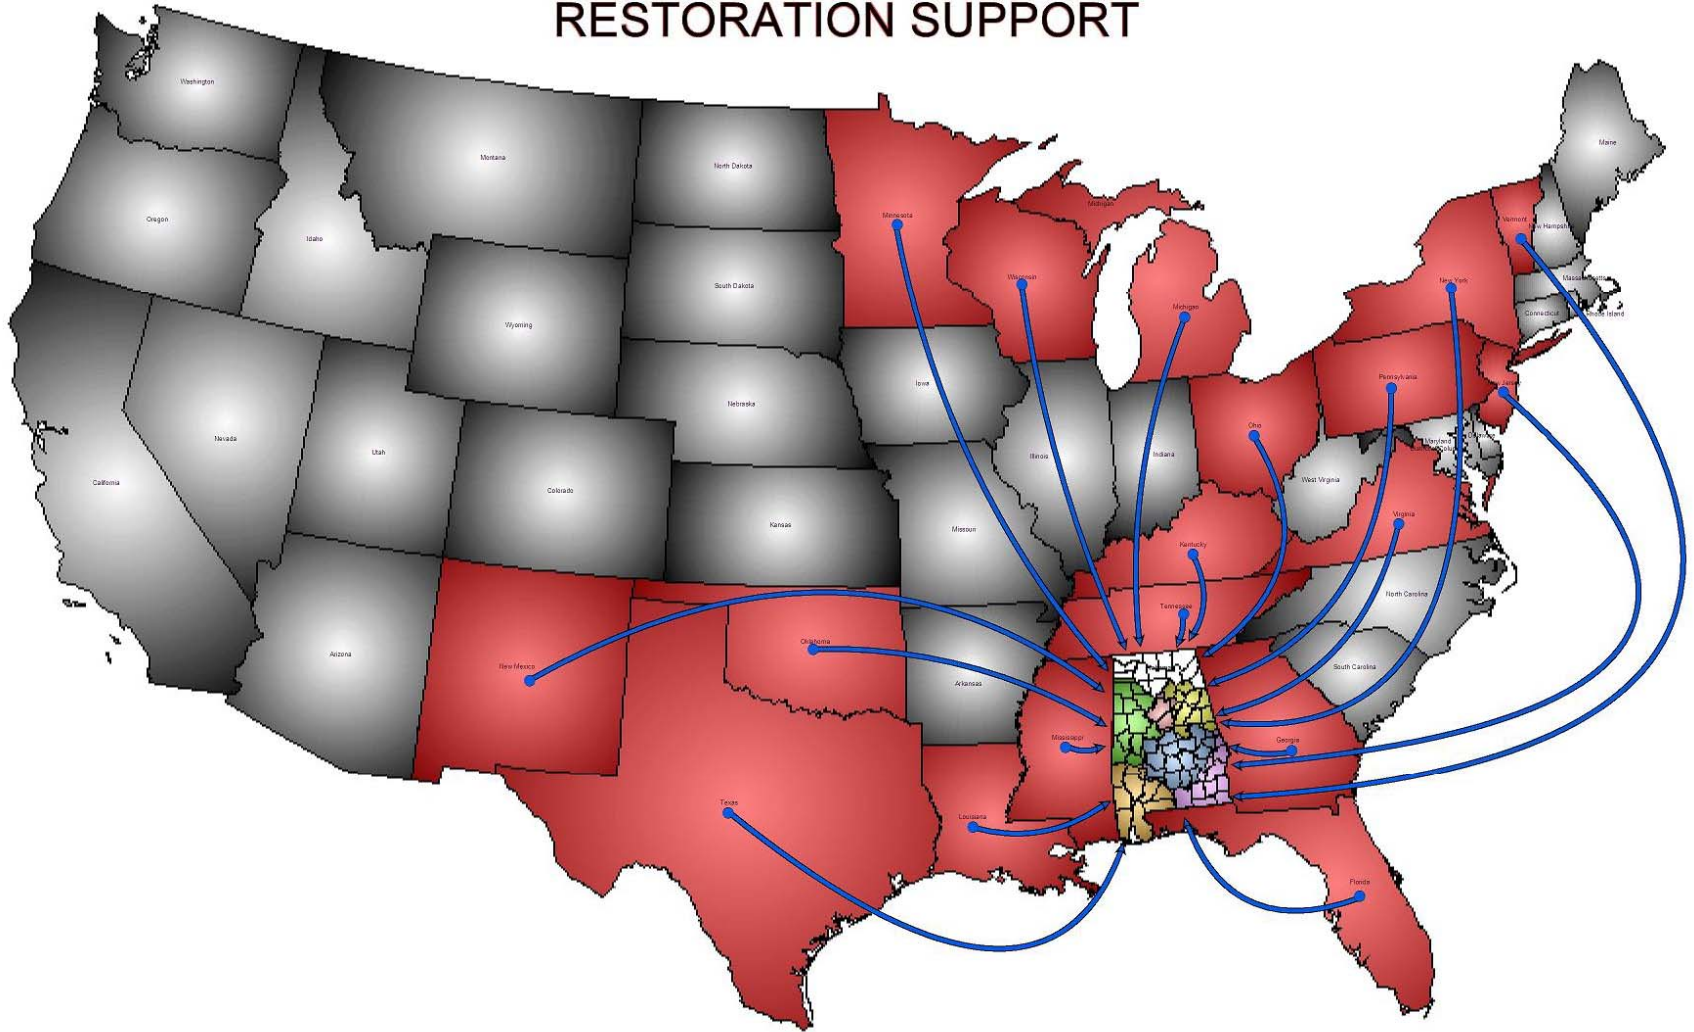 RESTORATION SUPPORT
Washington
Maine
Montana
North Dakota
Oregon
Michigan
Minnesota
Vermont
New Hampshire
Idaho
Wisconsin
Massachusetts
South Dakota
New York
Michigan
Connecticut
Rhode Island
Wyoming
Pennsylvania
Iowa
Jersey
Nebraska
Ohio
Delaware
Nevada
Maryland
Utah
Illinois
Indiana
West Virginia
California
Colorado
Virginia
Kansas
Missouri
Kentucky
North Carolina
Tennessee
Oklahoma
Arizona
New Mexico
South Carolina
Arkansas
Mississippi
Georgia
Texas
Louisiana
Florida